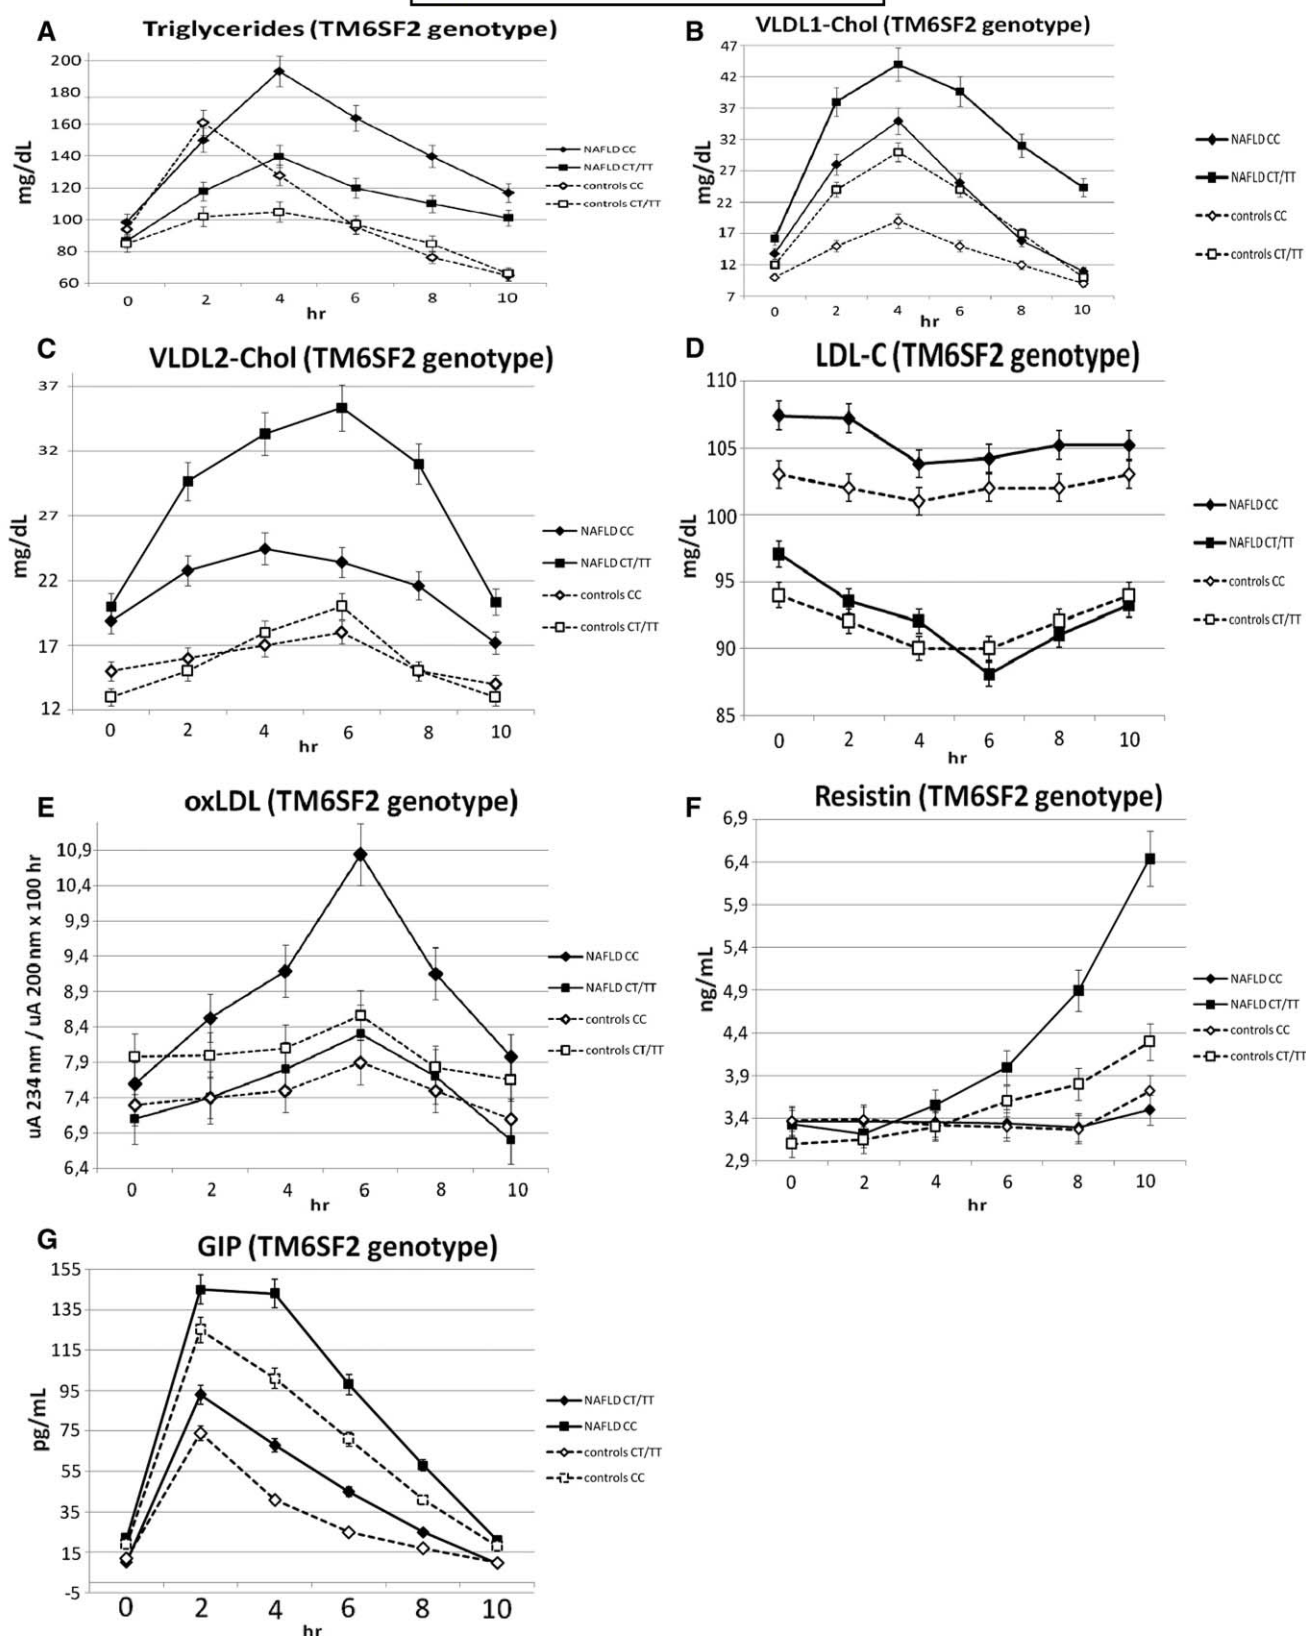 A
Triglycerides (TM6SF2 genotype)
200
180
160
140
120
100
80
60
mg/dL
0 2 4 6 8 10
hr
NAFLD CC
NAFLD CT/TT
controls CC
controls CT/TT
B
VLDL1-Chol (TM6SF2 genotype)
47
42
37
32
27
22
17
12
7
mg/dL
0 2 4 6 8 10
hr
NAFLD CC
NAFLD CT/TT
controls CC
controls CT/TT
C
VLDL2-Chol (TM6SF2 genotype)
37
32
27
22
17
12
mg/dL
0 2 4 6 8 10
hr
NAFLD CC
NAFLD CT/TT
controls CC
controls CT/TT
D
LDL-C (TM6SF2 genotype)
110
105
100
95
90
85
mg/dL
0 2 4 6 8 10
hr
NAFLD CC
NAFLD CT/TT
controls CC
controls CT/TT
E
oxLDL (TM6SF2 genotype)
10,9
10,4
9,9
9,4
8,9
8,4
7,9
7,4
6,9
6,4
uA 234 nm / uA 200 nm x 100 hr
0 2 4 6 8 10
hr
NAFLD CC
NAFLD CT/TT
controls CC
controls CT/TT
F
Resistin (TM6SF2 genotype)
6,9
6,4
5,9
5,4
4,9
4,4
3,9
3,4
2,9
ng/mL
0 2 4 6 8 10
hr
NAFLD CC
NAFLD CT/TT
controls CC
controls CT/TT
G
GIP (TM6SF2 genotype)
155
135
115
95
75
55
35
15
-5
pg/mL
0 2 4 6 8 10
hr
NAFLD CT/TT
NAFLD CC
controls CT/TT
controls CC